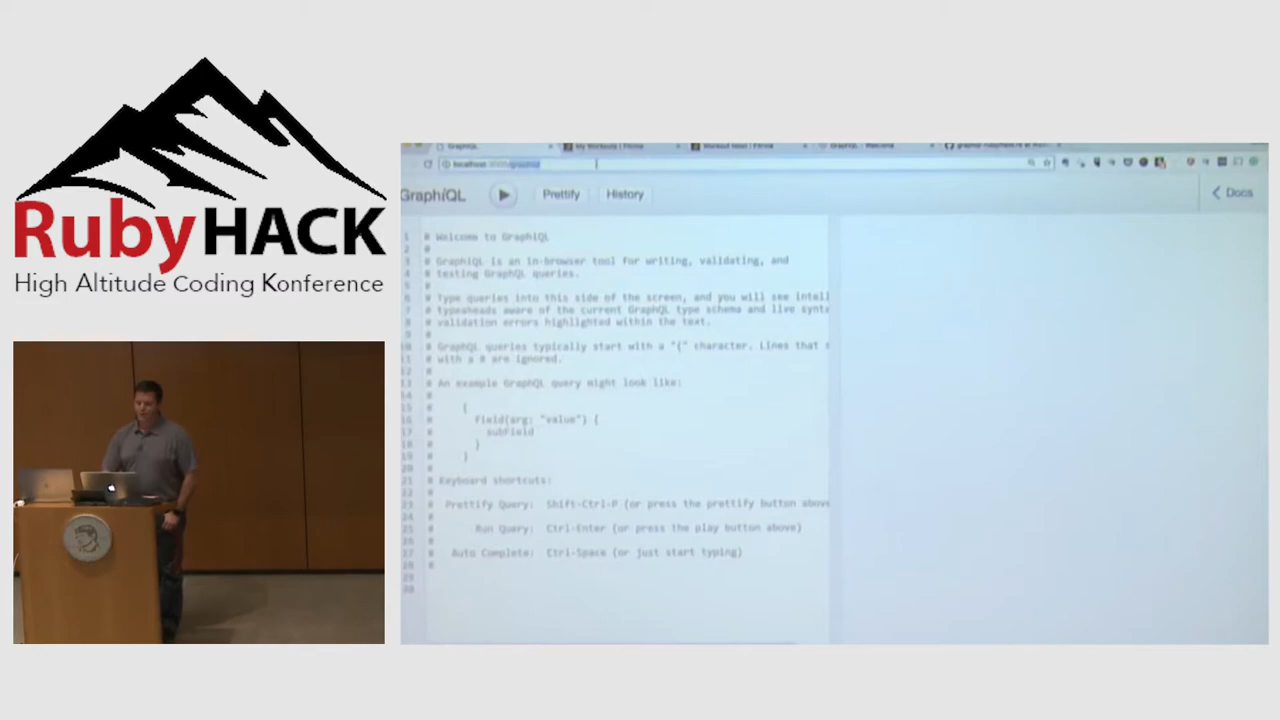 RubyHACK
High Altitude Coding Konference
GraphiQL
My Workouts | Fitme
GraphiQL
Prettify
History
Docs
1 # Welcome to GraphiQL
2 #
3 # GraphiQL is an in-browser tool for writing, validating, and
4 # testing GraphQL queries.
5 #
6 # Type queries into this side of the screen, and you will see intell
7 # typeaheads aware of the current GraphQL type schema and live synta
8 # validation errors highlighted within the text.
9 #
10 # GraphQL queries typically start with a "{" character. Lines that s
11 # with a # are ignored.
12 #
13 # An example GraphQL query might look like:
14 #
15 # {
16 # field(arg: "value") {
17 # subfield
18 # }
19 # }
20 #
21 # Keyboard shortcuts:
22 #
23 # Prettify Query: Shift-Ctrl-P (or press the prettify button above
24 #
25 # Run Query: Ctrl-Enter (or press the play button above)
26 #
27 # Auto Complete: Ctrl-Space (or just start typing)
28 #
29
30